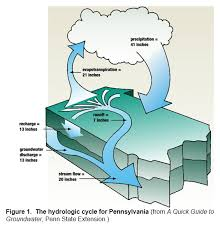 precipitation =
41 inches
evapotranspiration =
21 inches
runoff =
7 inches
recharge =
13 inches
groundwater
discharge =
13 inches
stream flow =
20 inches
Figure 1.  The hydrologic cycle for Pennsylvania (from A Quick Guide to
Groundwater, Penn State Extension.)